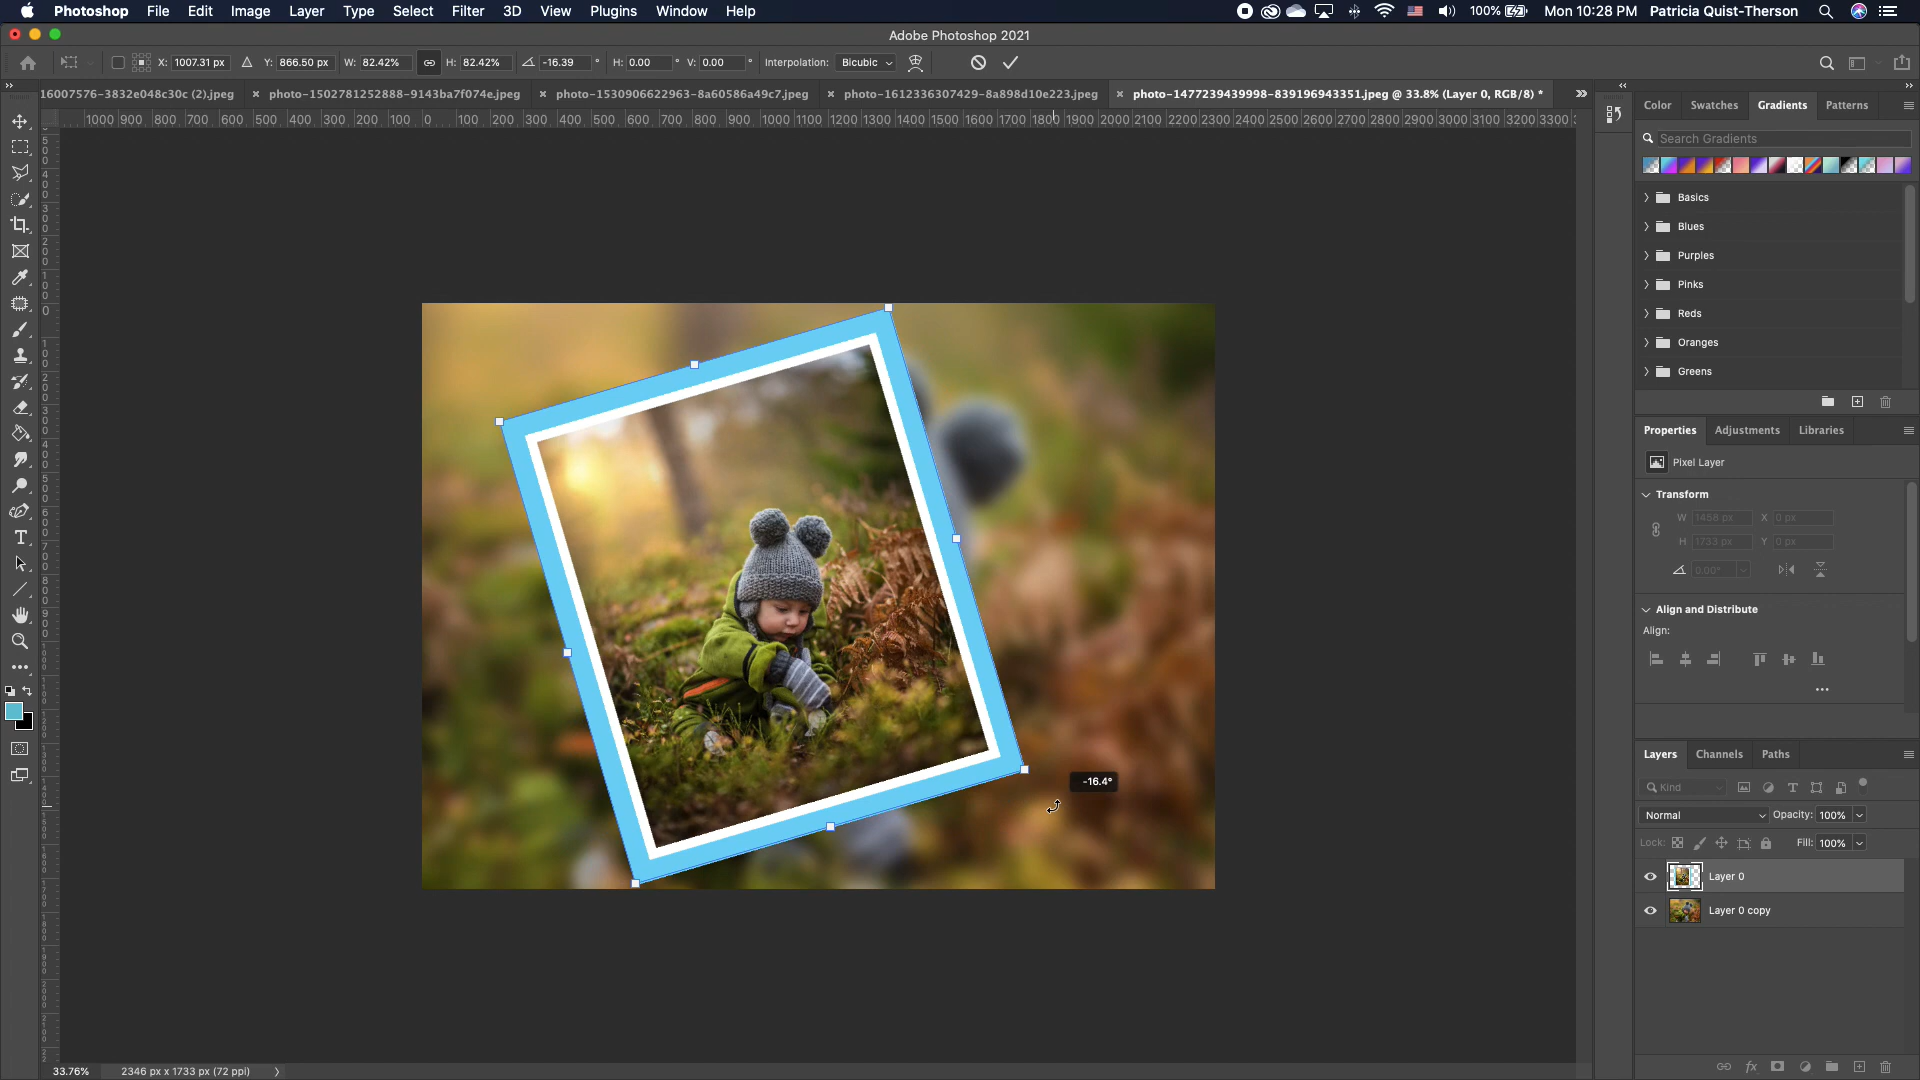 Photoshop File Edit Image Layer Type Select Filter 3D View Plugins Window Help 100% Mon 10:28 PM Patricia Quist-Therson
Adobe Photoshop 2021
X: 1007.31 px Y: 866.50 px W: 82.42% H: 82.42% -16.39 ° H: 0.00 ° V: 0.00 ° Interpolation: Bicubic
16007576-3832e048c30c (2).jpeg × photo-1502781252888-9143ba7f074e.jpeg × photo-1530906622963-8a60586a49c7.jpeg × photo-1612336307429-8a898d10e223.jpeg × photo-1477239439998-839196943351.jpeg @ 33.8% (Layer 0, RGB/8) *
1000 900 800 700 600 500 400 300 200 100 0 100 200 300 400 500 600 700 800 900 1000 1100 1200 1300 1400 1500 1600 1700 1800 1900 2000 2100 2200 2300 2400 2500 2600 2700 2800 2900 3000 3100 3200 3300
Color Swatches Gradients Patterns
Search Gradients
Basics
Blues
Purples
Pinks
Reds
Oranges
Greens
Properties Adjustments Libraries
Pixel Layer
Transform
W 1458 px X 0 px
H 1733 px Y 0 px
0.00°
Align and Distribute
Align:
-16.4°
Layers Channels Paths
Kind
Normal Opacity: 100%
Lock: Fill: 100%
Layer 0
Layer 0 copy
33.76% 2346 px x 1733 px (72 ppi)